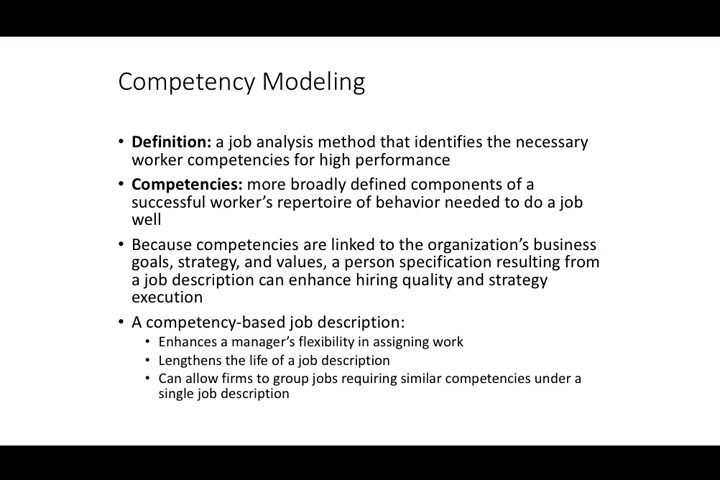 Competency Modeling
• Definition: a job analysis method that identifies the necessary
worker competencies for high performance
• Competencies: more broadly defined components of a
successful worker’s repertoire of behavior needed to do a job
well
• Because competencies are linked to the organization’s business
goals, strategy, and values, a person specification resulting from
a job description can enhance hiring quality and strategy
execution
• A competency-based job description:
• Enhances a manager’s flexibility in assigning work
• Lengthens the life of a job description
• Can allow firms to group jobs requiring similar competencies under a
single job description